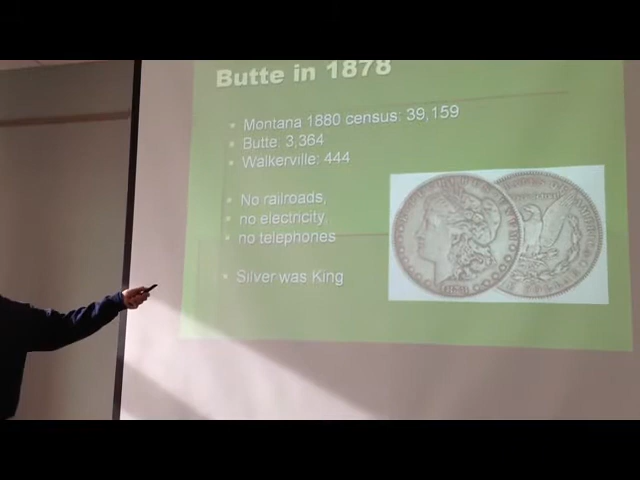 Butte in 1878
Montana 1880 census: 39,159
Butte: 3,364
Walkerville: 444
No railroads,
no electricity,
no telephones
Silver was King